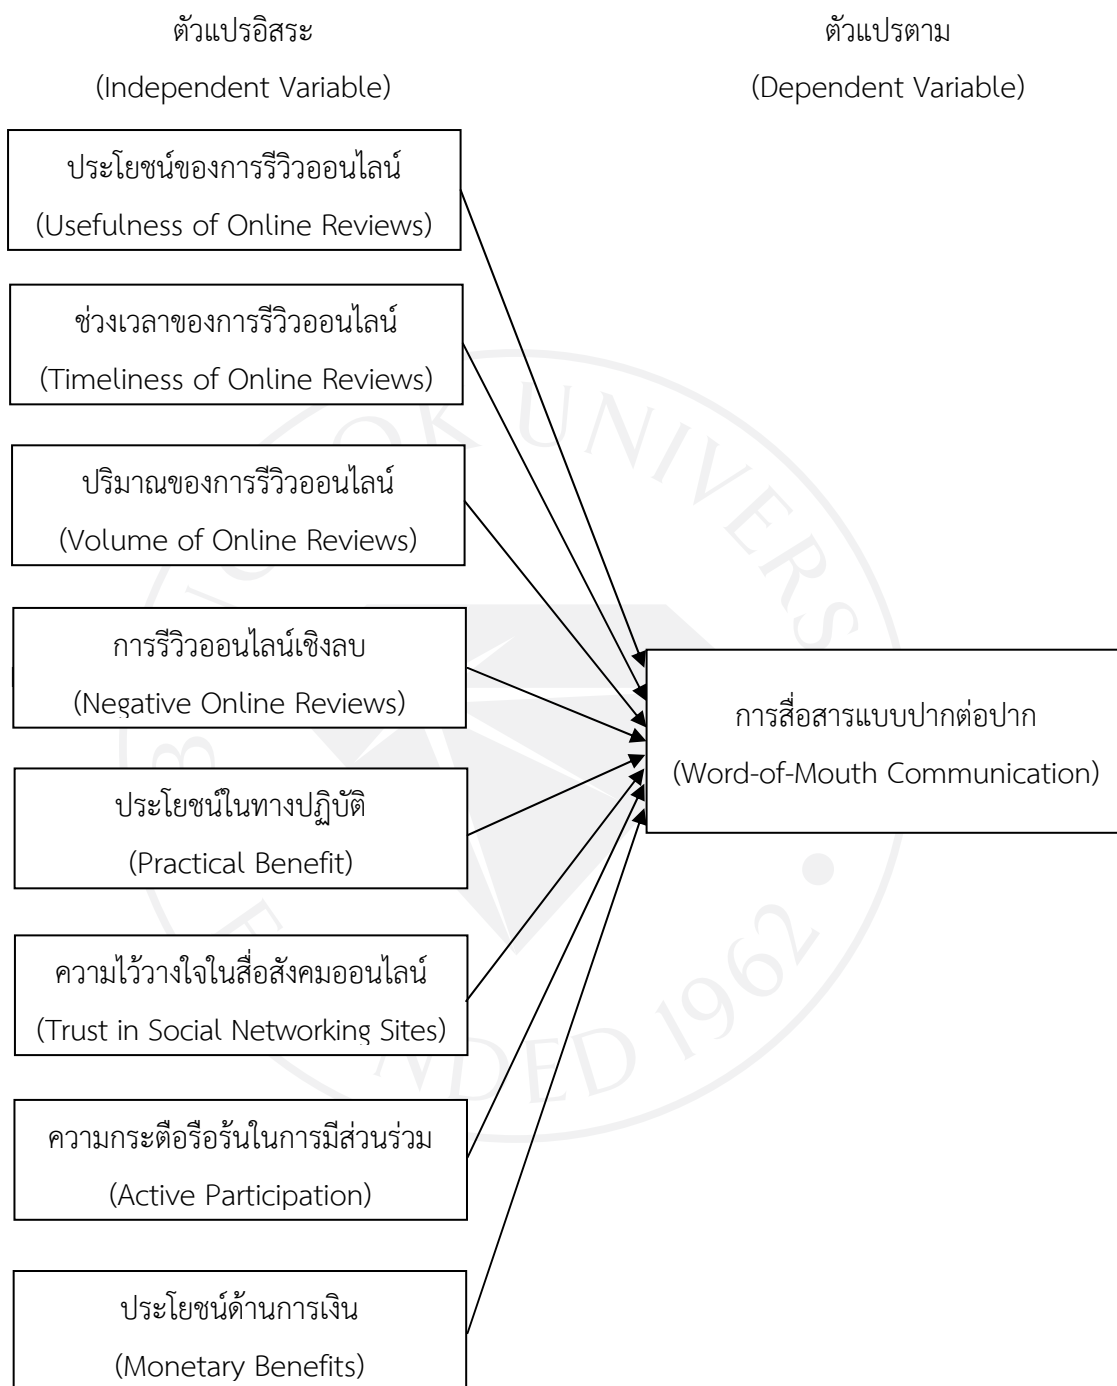 ตัวแปรอิสระ
(Independent Variable)
ตัวแปรตาม
(Dependent Variable)
ประโยชน์ของการรีวิวออนไลน์
(Usefulness of Online Reviews)
ช่วงเวลาของการรีวิวออนไลน์
(Timeliness of Online Reviews)
ปริมาณของการรีวิวออนไลน์
(Volume of Online Reviews)
การรีวิวออนไลน์เชิงลบ
(Negative Online Reviews)
ประโยชน์ในทางปฏิบัติ
(Practical Benefit)
ความไว้วางใจในสื่อสังคมออนไลน์
(Trust in Social Networking Sites)
ความกระตือรือร้นในการมีส่วนร่วม
(Active Participation)
ประโยชน์ด้านการเงิน
(Monetary Benefits)
การสื่อสารแบบปากต่อปาก
(Word-of-Mouth Communication)
1962